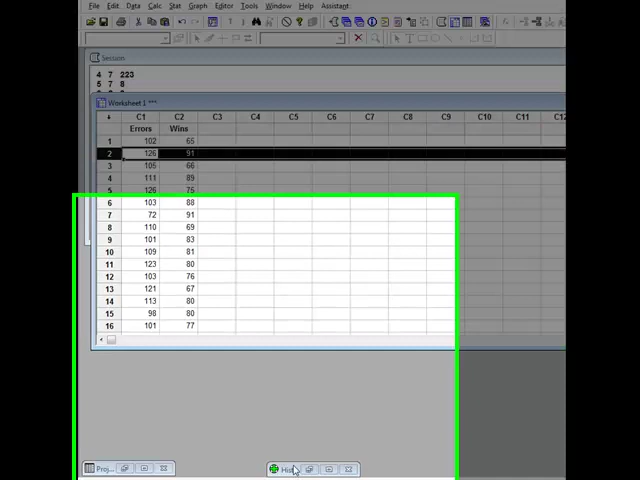 File Edit Data Calc Stat Graph Editor Tools Window Help Assistant
Session
4 7 223
5 7 8
Worksheet 1 ***
C1 C2 C3 C4 C5 C6 C7 C8 C9 C10 C11 C12
Errors Wins
1 102 65
2 126 91
3 105 66
4 111 89
5 126 75
6 103 88
7 72 91
8 110 69
9 101 83
10 109 81
11 123 80
12 103 76
13 121 67
14 113 80
15 98 80
16 101 77
Proj... Hist